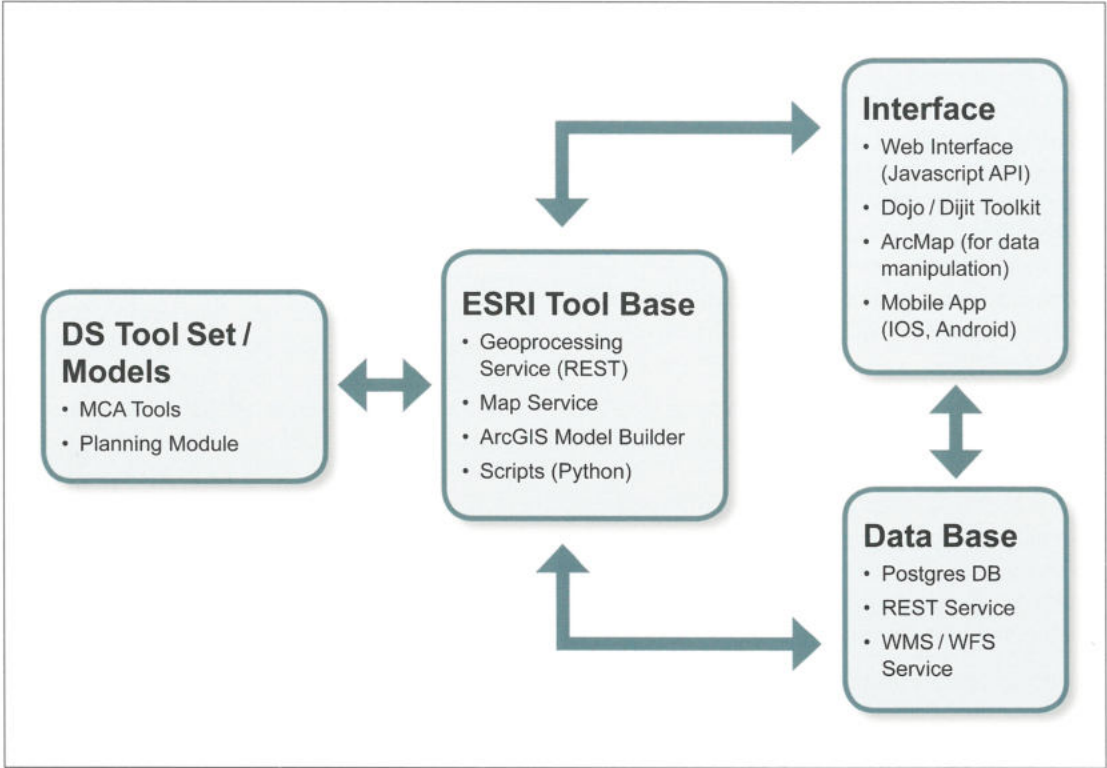 DS Tool Set /
Models
• MCA Tools
• Planning Module
ESRI Tool Base
• Geoprocessing
Service (REST)
• Map Service
• ArcGIS Model Builder
• Scripts (Python)
Interface
• Web Interface
(Javascript API)
• Dojo / Dijit Toolkit
• ArcMap (for data
manipulation)
• Mobile App
(IOS, Android)
Data Base
• Postgres DB
• REST Service
• WMS / WFS
Service